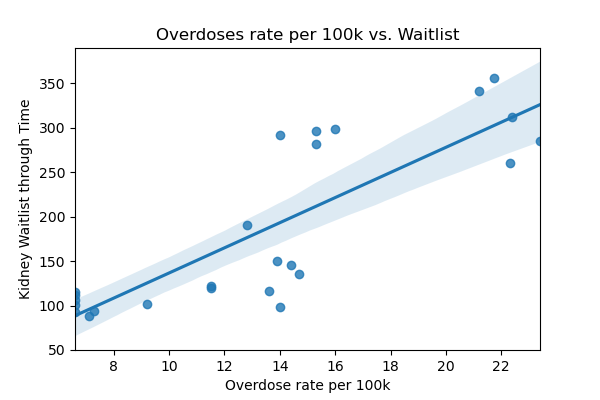 Overdoses rate per 100k vs. Waitlist
Kidney Waitlist through Time
350
300
250
200
150
100
50
8 10 12 14 16 18 20 22
Overdose rate per 100k